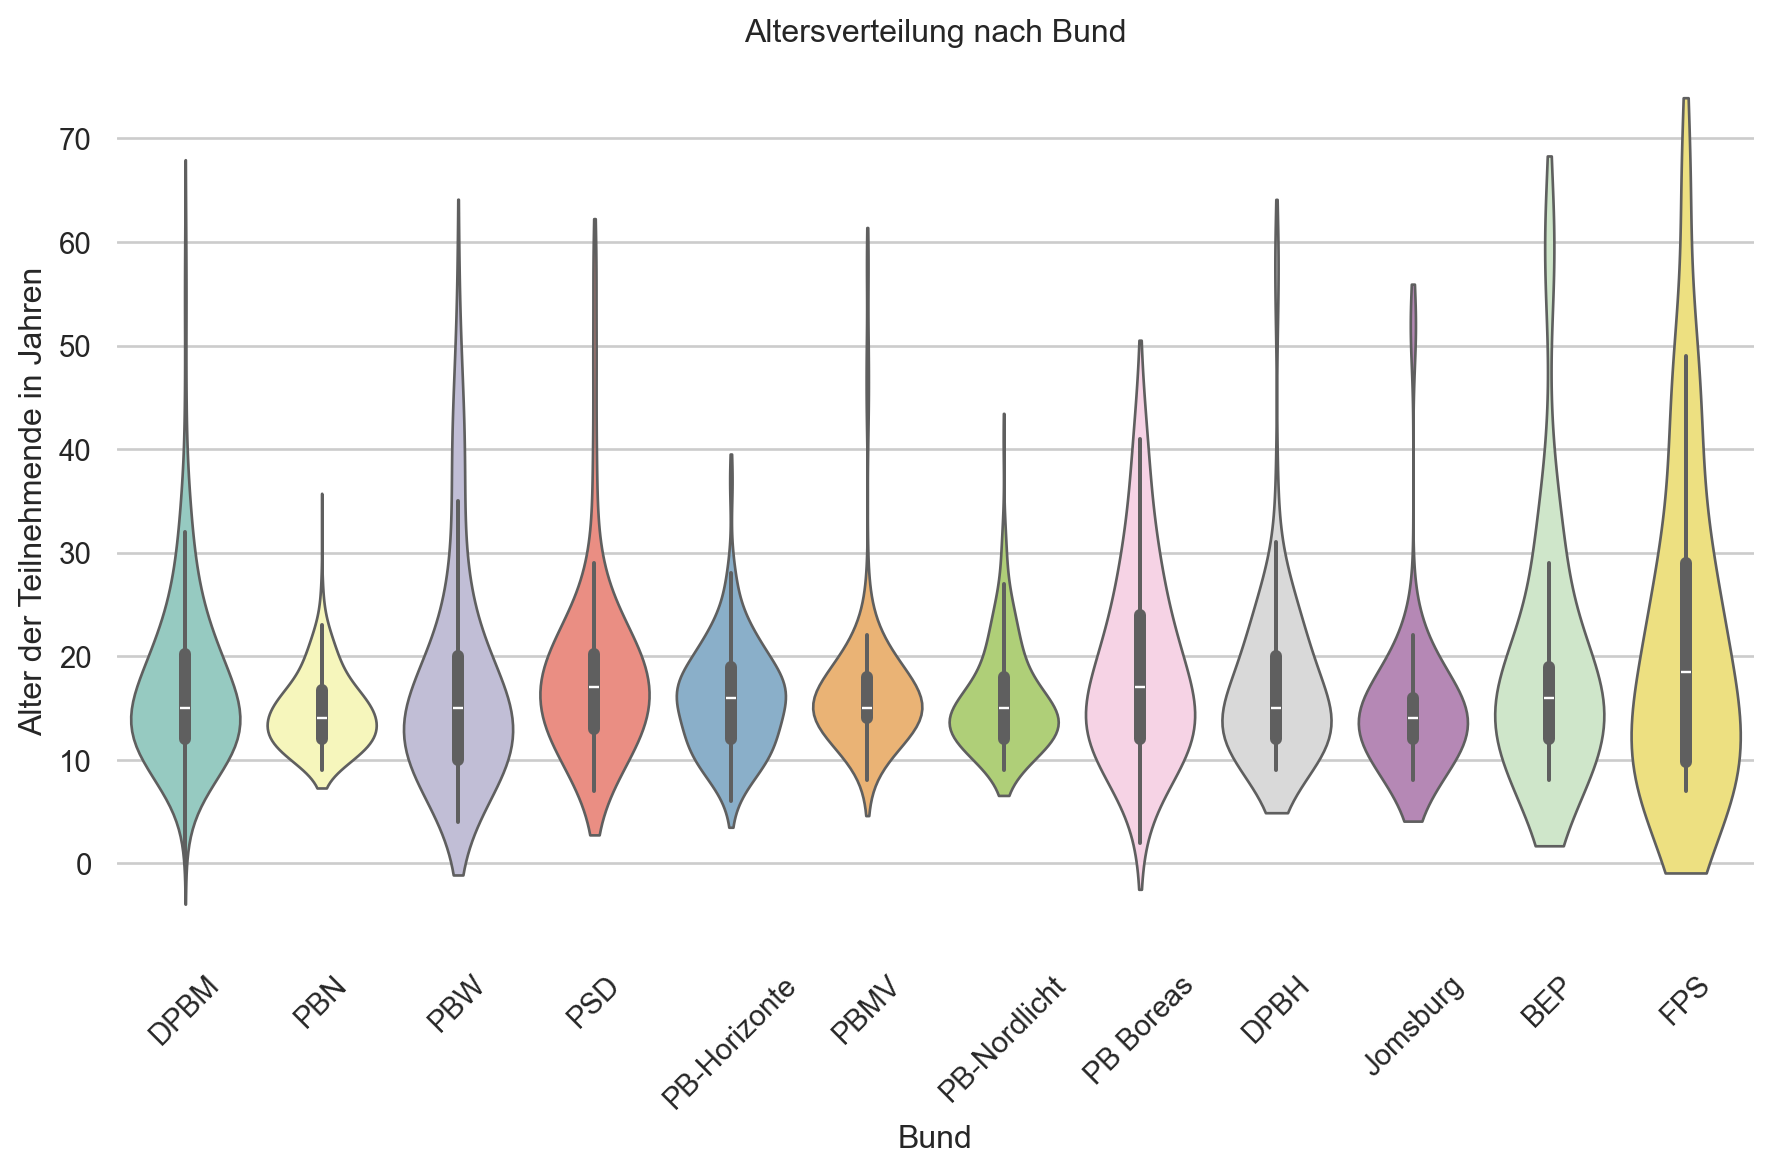 Altersverteilung nach Bund
Alter der Teilnehmende in Jahren
70
60
50
40
30
20
10
0
DPBM
PBN
PBW
PSD
PB-Horizonte
PBMV
PB-Nordlicht
PB Boreas
DPBH
Jomsburg
BEP
FPS
Bund